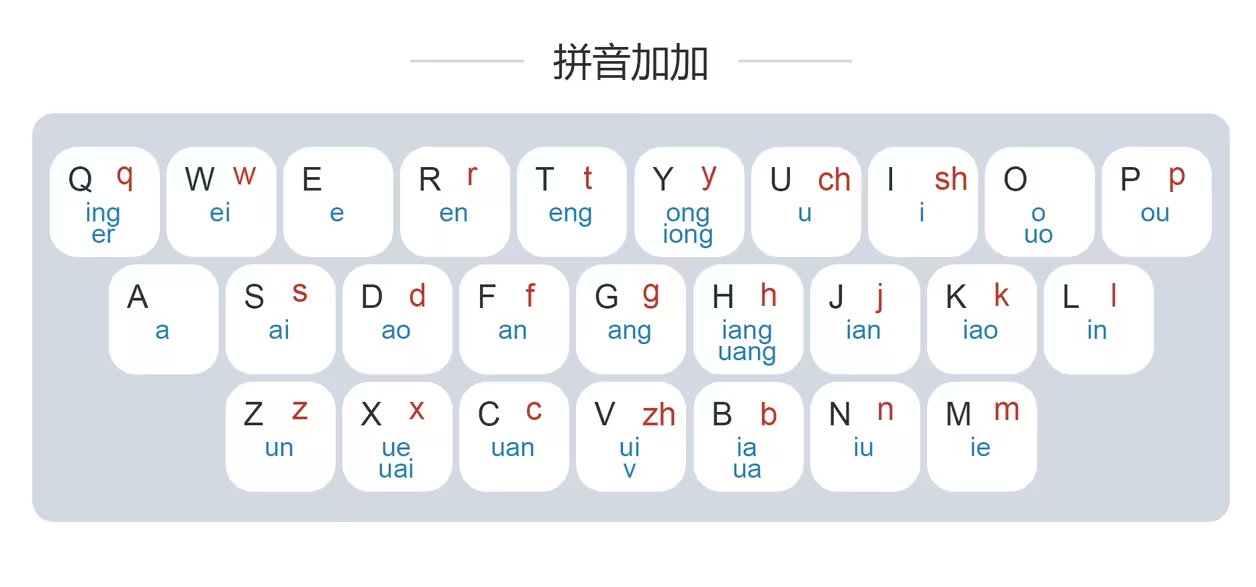 拼音加加
Q q W w E R r T t Y y U ch I sh O P p
ing ei e en eng ong u i o ou
er iong uo
A S s D d F f G g H h J j K k L l
a ai ao an ang iang ian iao in
uang
Z z X x C c V zh B b N n M m
un ue uan ui ia iu ie
uai v ua